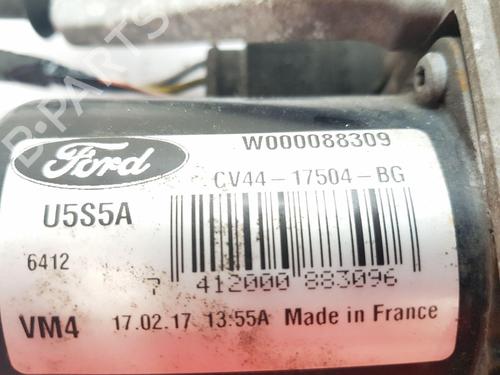 B-PARTS
Ford
W000088309
CV44-17504-BG
U5S5A
6412
7 412000 883096
VM4 17.02.17 13:55A Made in France